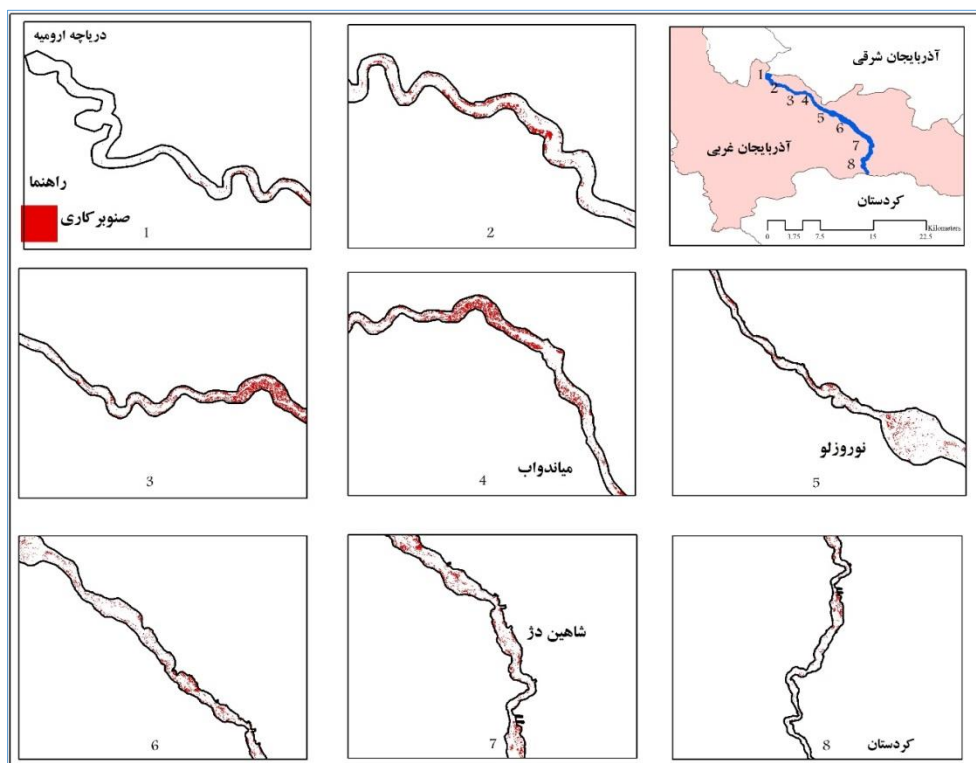 دریاچه ارومیه
راهنما
صنوبر کاری
1
2
آذربایجان شرقی
1
2
3
4
5
6
7
8
آذربایجان غربی
کردستان
Kilometers
0 1.75 7.5 15 22.5
3
میاندواب
4
نوروزلو
5
6
شاهین دژ
7
8
کردستان